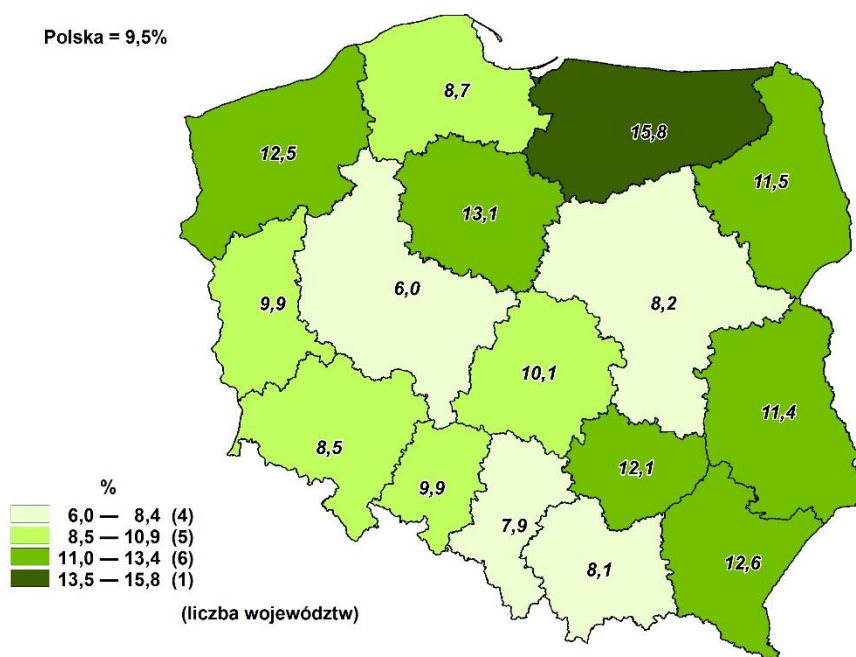 Polska = 9,5%
8,7
15,8
12,5
11,5
13,1
6,0
9,9
8,2
10,1
11,4
8,5
12,1
9,9
7,9
8,1
12,6
%
6,0 — 8,4 (4)
8,5 — 10,9 (5)
11,0 — 13,4 (6)
13,5 — 15,8 (1)
(liczba województw)